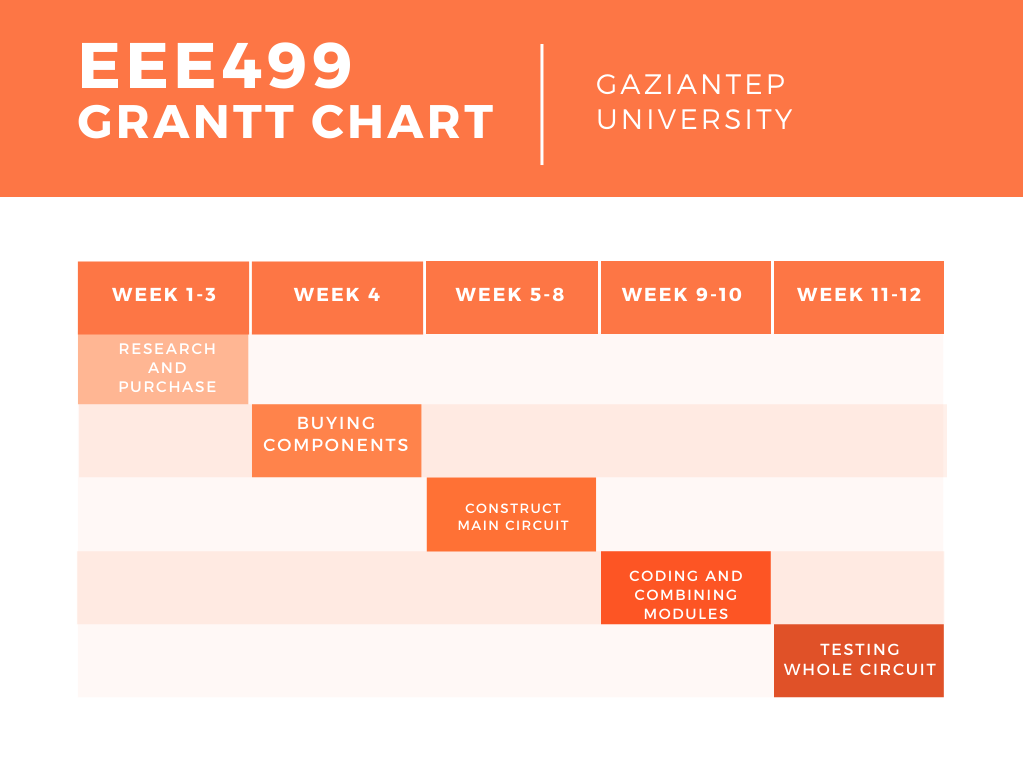 EEE499
GRANTT CHART
GAZIANTEP
UNIVERSITY
WEEK 1-3
WEEK 4
WEEK 5-8
WEEK 9-10
WEEK 11-12
RESEARCH
AND
PURCHASE
BUYING
COMPONENTS
CONSTRUCT
MAIN CIRCUIT
CODING AND
COMBINING
MODULES
TESTING
WHOLE CIRCUIT